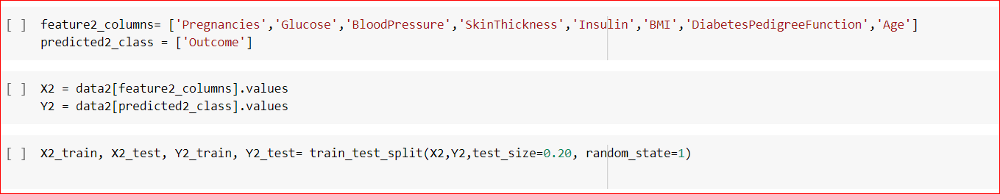 [ ] feature2_columns= ['Pregnancies','Glucose','BloodPressure','SkinThickness','Insulin','BMI','DiabetesPedigreeFunction','Age']
predicted2_class = ['Outcome']
[ ] X2 = data2[feature2_columns].values
Y2 = data2[predicted2_class].values
[ ] X2_train, X2_test, Y2_train, Y2_test= train_test_split(X2,Y2,test_size=0.20, random_state=1)